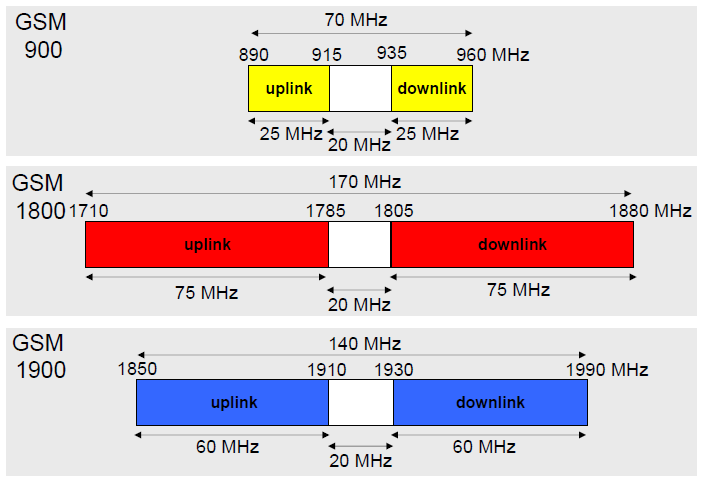 GSM
900
70 MHz
890 915 935 960 MHz
uplink downlink
25 MHz 25 MHz
20 MHz
GSM
1800
170 MHz
1710 1785 1805 1880 MHz
uplink downlink
75 MHz 75 MHz
20 MHz
GSM
1900
140 MHz
1850 1910 1930 1990 MHz
uplink downlink
60 MHz 60 MHz
20 MHz